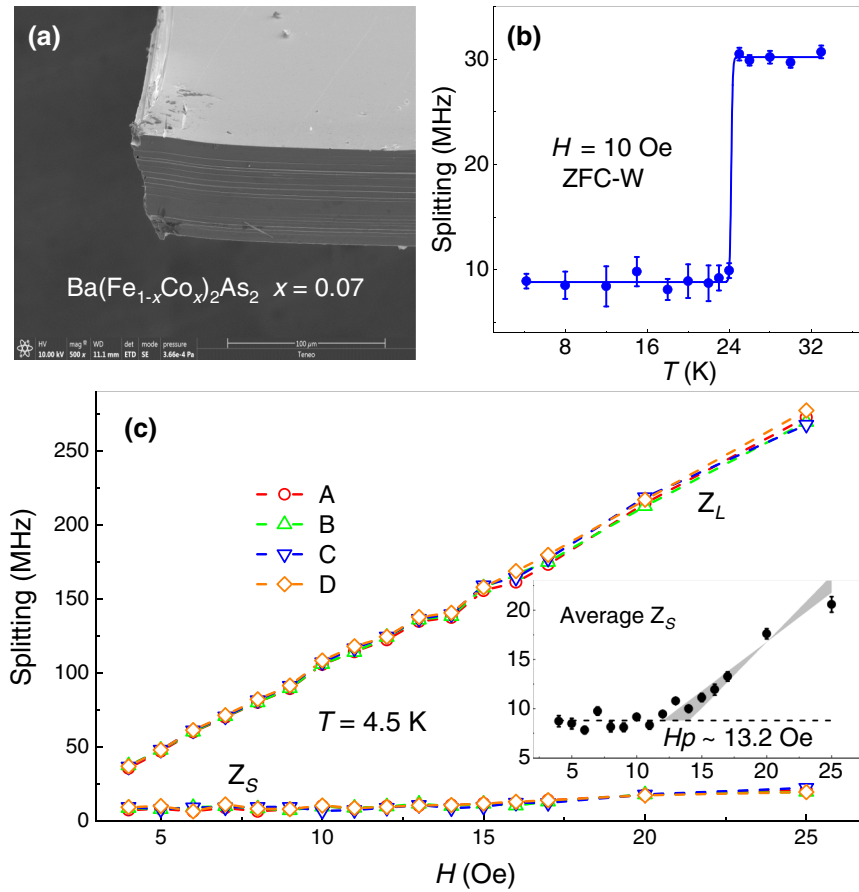 (a)
Ba(Fe1-xCox)2As2 x = 0.07
HV mag WD det mode pressure
10.00 kV 500 x 11.1 mm ETD SE 3.66e-4 Pa
100 µm
Teneo
(b)
Splitting (MHz)
30
20
10
H = 10 Oe
ZFC-W
8 16 24 32
T (K)
(c)
Splitting (MHz)
250
200
150
100
50
0
A
B
C
D
ZL
T = 4.5 K
ZS
Average ZS
20
15
10
5
Hp ~ 13.2 Oe
5 10 15 20 25
5 10 15 20 25
H (Oe)